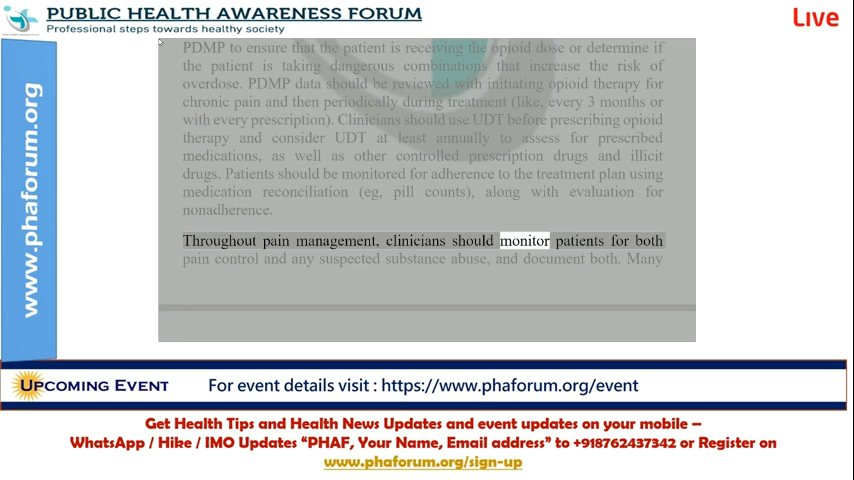 PUBLIC HEALTH AWARENESS FORUM
Professional steps towards healthy society
Live
www.phaforum.org
PDMP to ensure that the patient is receiving the opioid dose or determine if
the patient is taking dangerous combinations that increase the risk of
overdose. PDMP data should be reviewed with initiating opioid therapy for
chronic pain and then periodically during treatment (like, every 3 months or
with every prescription). Clinicians should use UDT before prescribing opioid
therapy and consider UDT at least annually to assess for prescribed
medications, as well as other controlled prescription drugs and illicit
drugs. Patients should be monitored for adherence to the treatment plan using
medication reconciliation (eg, pill counts), along with evaluation for
nonadherence.
Throughout pain management, clinicians should monitor patients for both
pain control and any suspected substance abuse, and document both. Many
UPCOMING EVENT
For event details visit : https://www.phaforum.org/event
Get Health Tips and Health News Updates and event updates on your mobile –
WhatsApp / Hike / IMO Updates “PHAF, Your Name, Email address” to +918762437342 or Register on
www.phaforum.org/sign-up